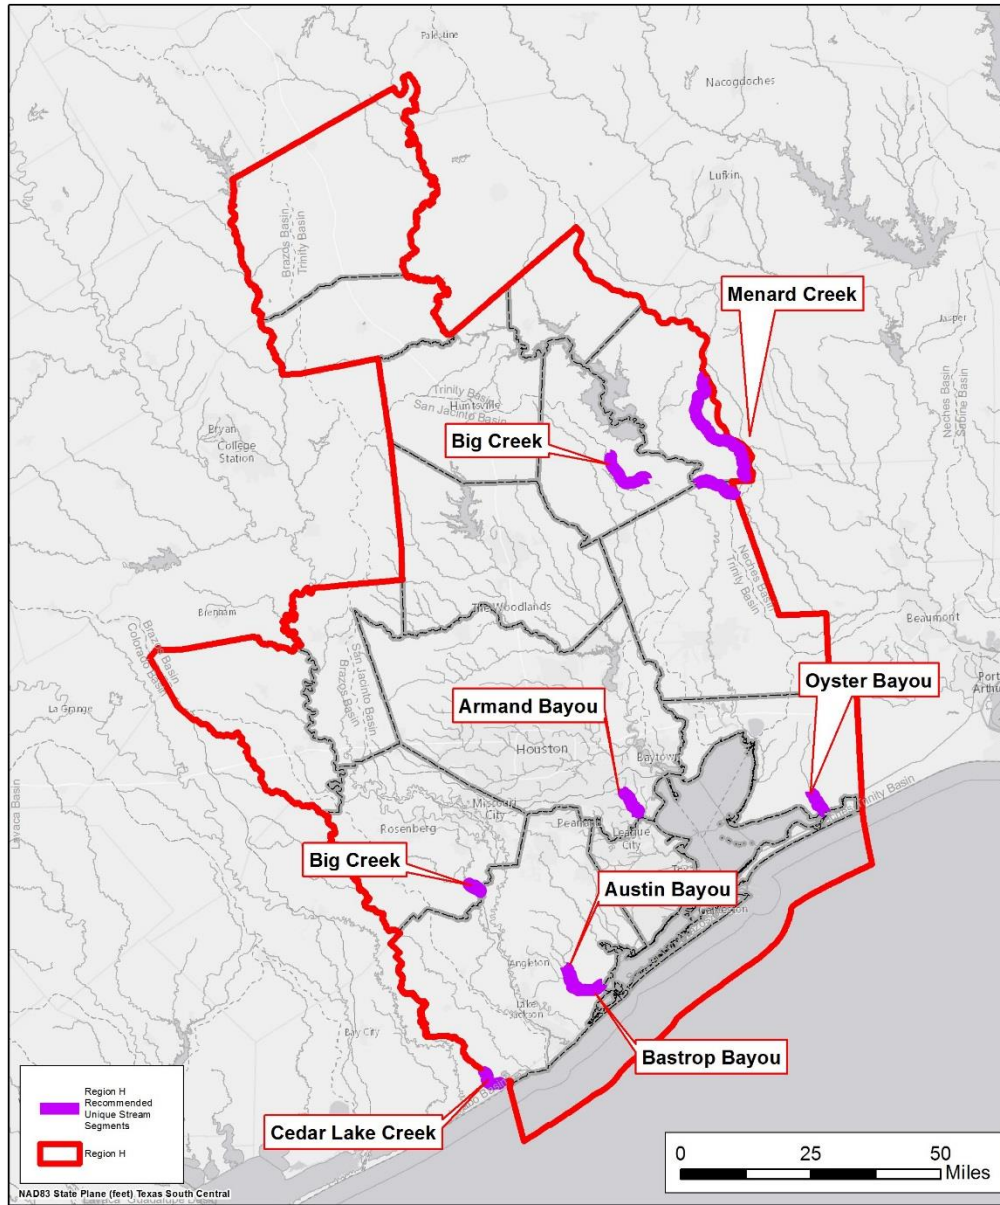 Palestine
Nacogdoches
Lufkin
Brazos Basin
Trinity Basin
Menard Creek
Jasper
Neches Basin
Sabine Basin
Trinity Basin
San Jacinto Basin
Huntsville
Bryan
College
Station
Big Creek
Neches Basin
Trinity Basin
The Woodlands
Brenham
Beaumont
Brazos Basin
Colorado Basin
San Jacinto Basin
Brazos Basin
Oyster Bayou
Port
Arthur
La Grange
Armand Bayou
Houston
Baytown
Lavaca Basin
Missouri
City
Rosenberg
League
City
Trinity Basin
Big Creek
Austin Bayou
Angleton
Lake
Jackson
Bay City
Bastrop Bayou
Cedar Lake Creek
Region H
Recommended
Unique Stream
Segments
Region H
0 25 50
Miles
NAD83 State Plane (feet) Texas South Central